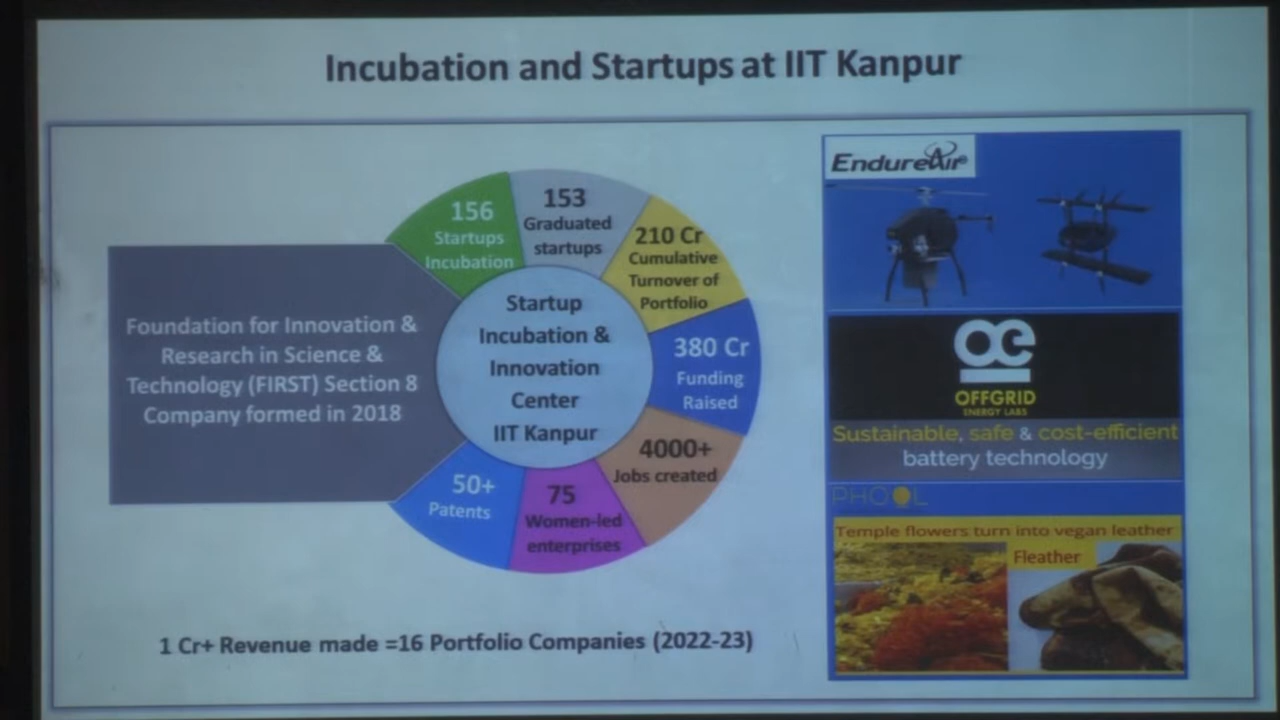 Incubation and Startups at IIT Kanpur
Foundation for Innovation &
Research in Science &
Technology (FIRST) Section 8
Company formed in 2018
156
Startups
Incubation
153
Graduated
startups
210 Cr
Cumulative
Turnover of
Portfolio
380 Cr
Funding
Raised
4000+
Jobs created
75
Women-led
enterprises
50+
Patents
Startup
Incubation &
Innovation
Center
IIT Kanpur
1 Cr+ Revenue made =16 Portfolio Companies (2022-23)
EndureAir
OFFGRID
ENERGY LABS
Sustainable, safe & cost-efficient
battery technology
PHOOL
Temple flowers turn into vegan leather
Fleather